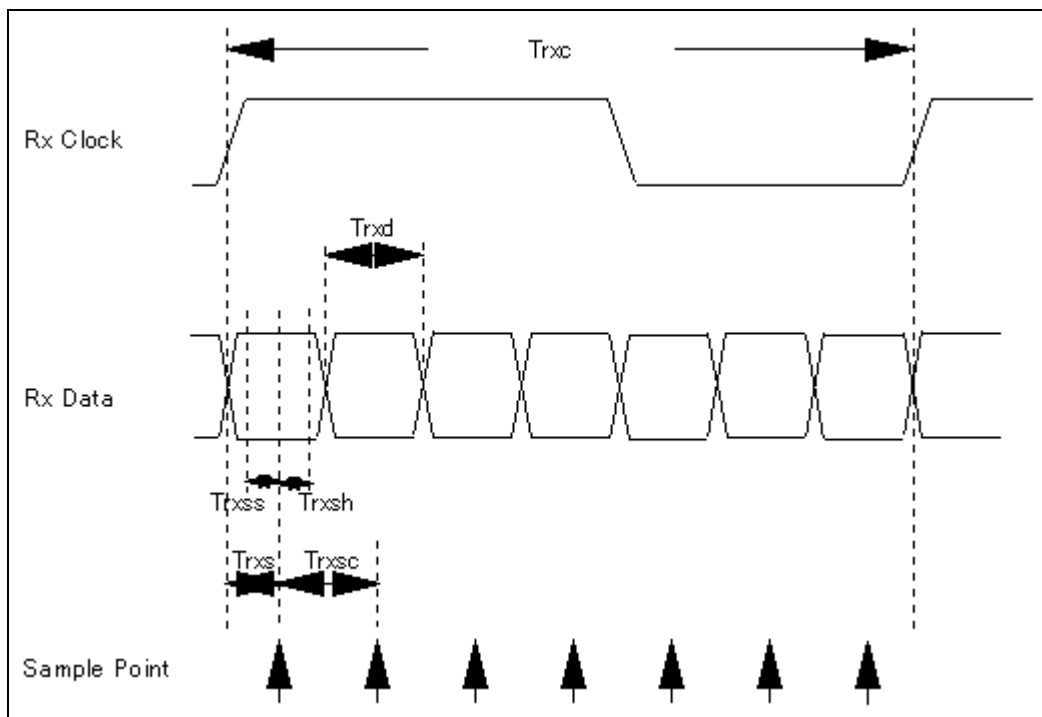 Trxc
Rx Clock
Trxd
Rx Data
Trxss
Trxsh
Trxs
Trxsc
Sample Point